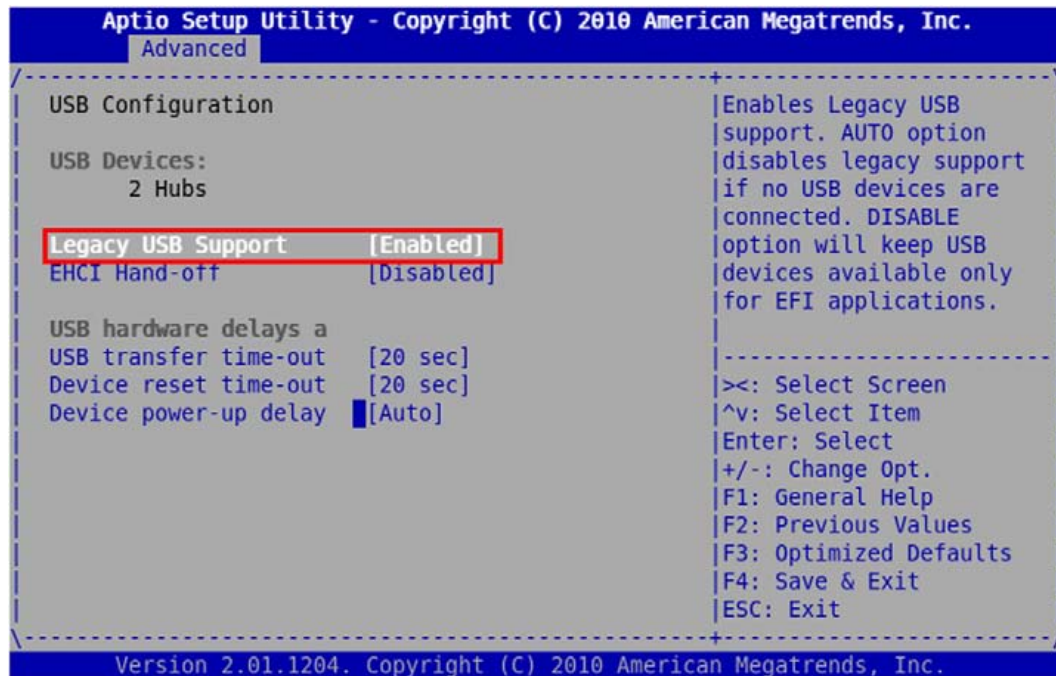 Aptio Setup Utility - Copyright (C) 2010 American Megatrends, Inc.
Advanced
USB Configuration
USB Devices:
2 Hubs
Legacy USB Support [Enabled]
EHCI Hand-off [Disabled]
USB hardware delays a
USB transfer time-out [20 sec]
Device reset time-out [20 sec]
Device power-up delay [Auto]
Enables Legacy USB
support. AUTO option
disables legacy support
if no USB devices are
connected. DISABLE
option will keep USB
devices available only
for EFI applications.
><: Select Screen
^v: Select Item
Enter: Select
+/-: Change Opt.
F1: General Help
F2: Previous Values
F3: Optimized Defaults
F4: Save & Exit
ESC: Exit
Version 2.01.1204. Copyright (C) 2010 American Megatrends, Inc.